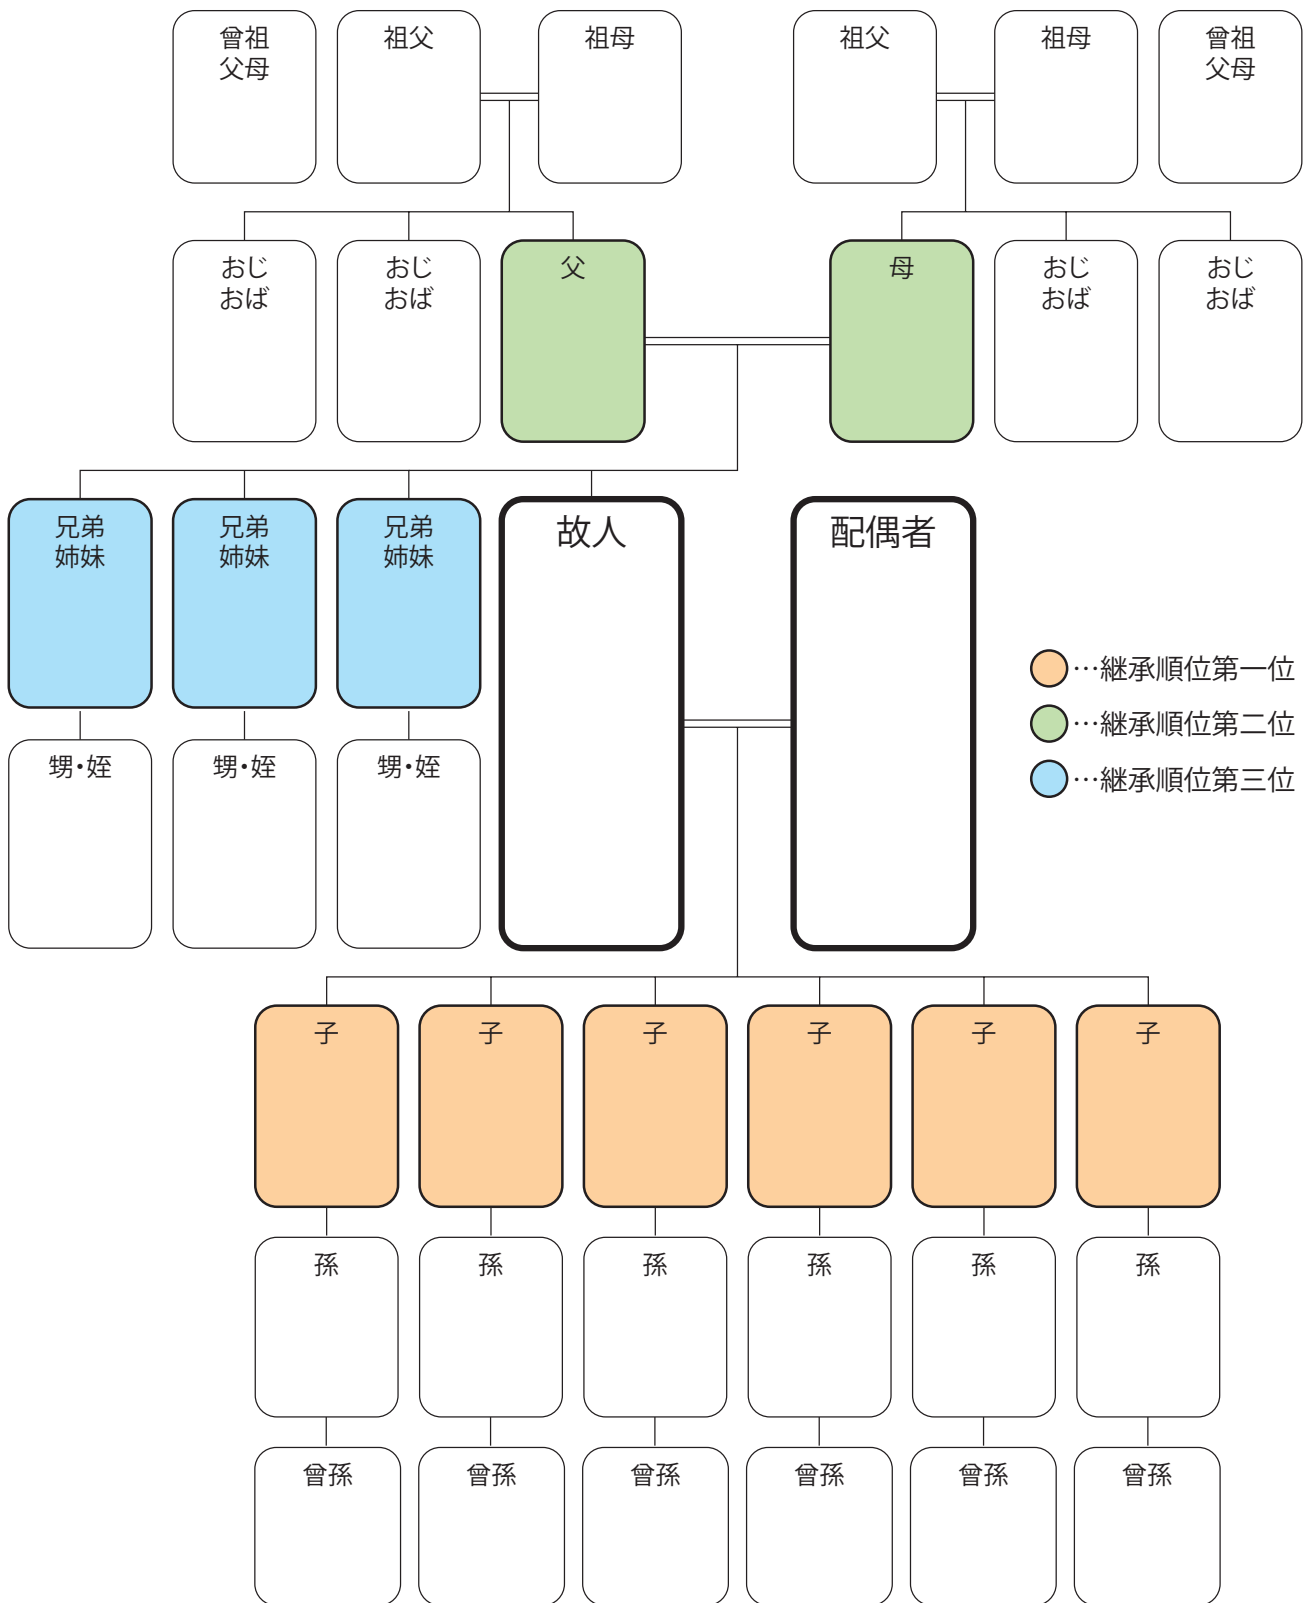 曾祖
父母
祖父
祖母
祖父
祖母
曾祖
父母
おじ
おば
おじ
おば
父
母
おじ
おば
おじ
おば
兄弟
姉妹
兄弟
姉妹
兄弟
姉妹
故人
配偶者
…継承順位第一位
…継承順位第二位
…継承順位第三位
甥・姪
甥・姪
甥・姪
子
子
子
子
子
子
孫
孫
孫
孫
孫
孫
曾孫
曾孫
曾孫
曾孫
曾孫
曾孫